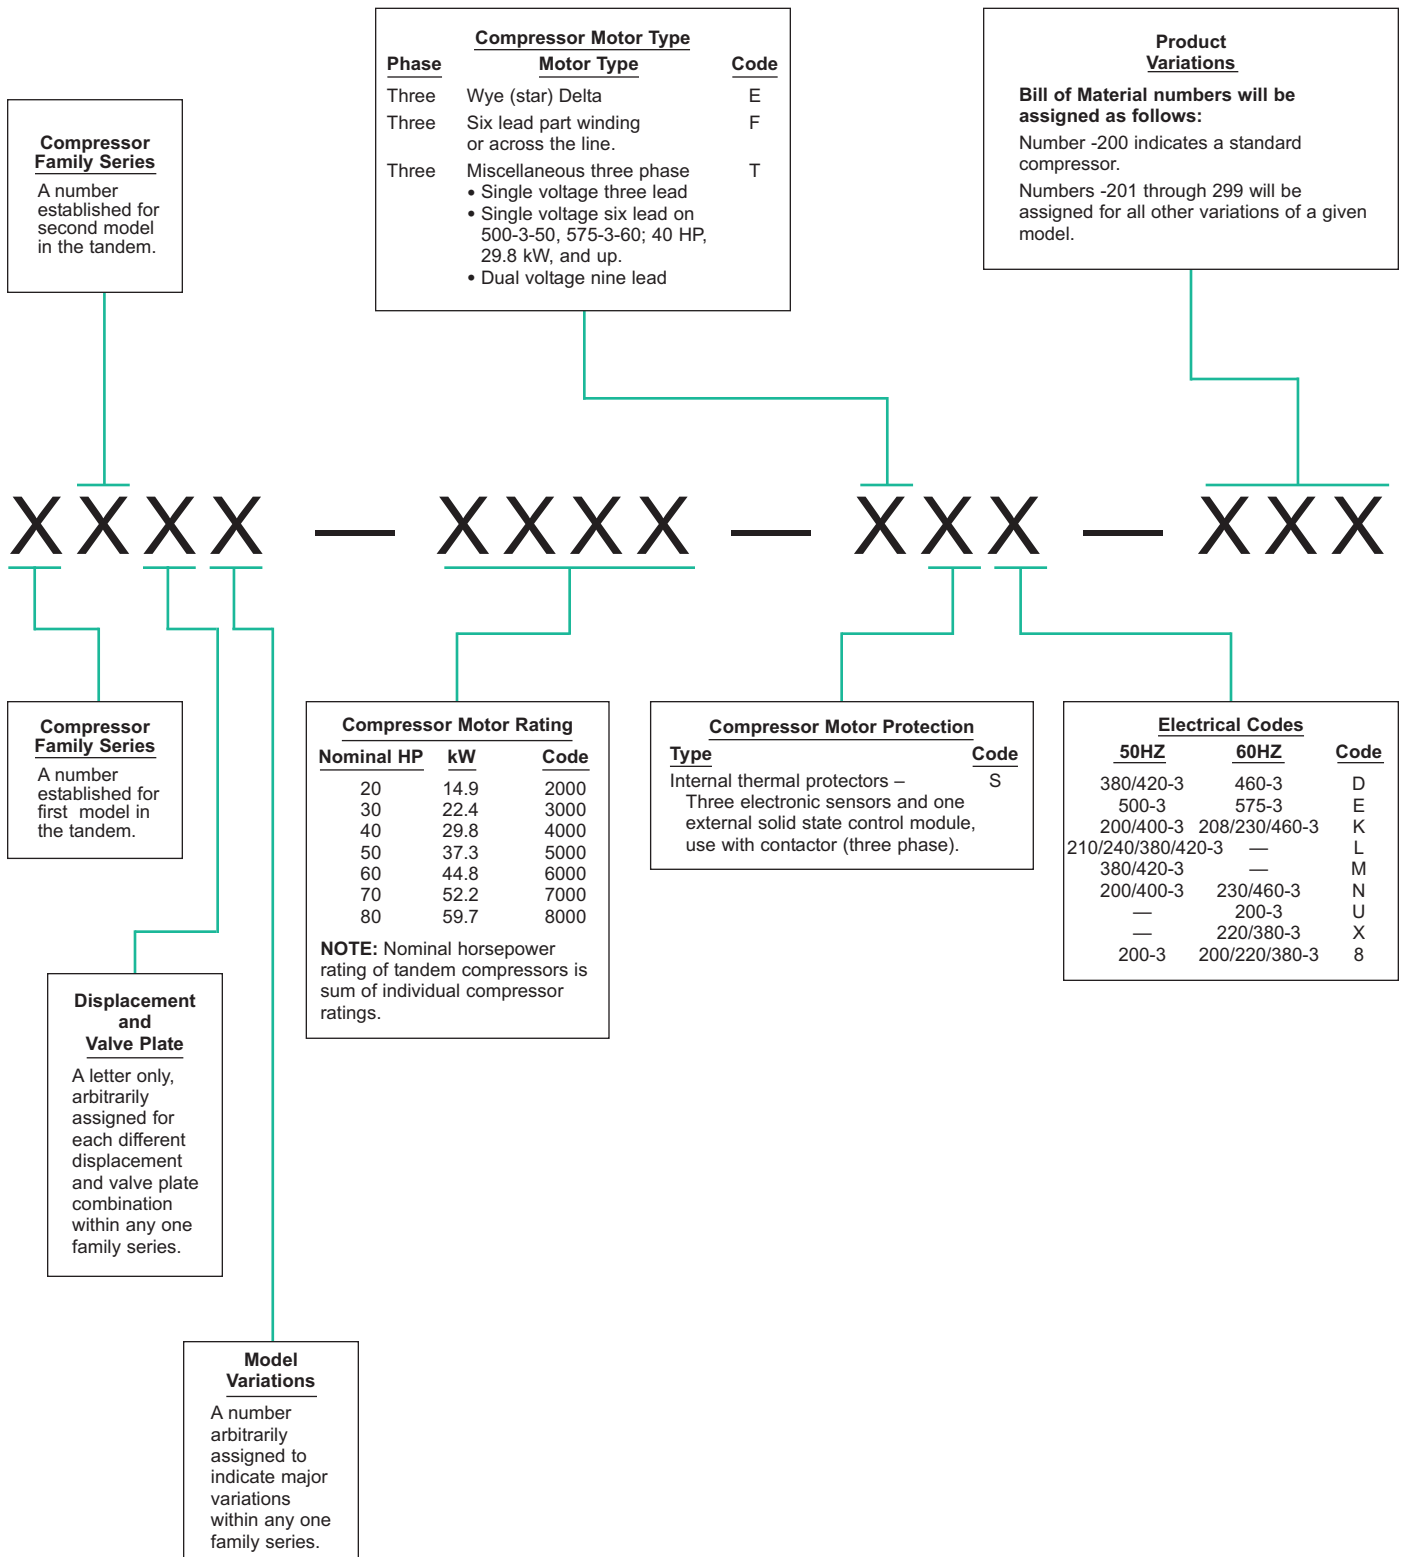 Compressor Motor Type
Phase Motor Type Code
Three Wye (star) Delta E
Three Six lead part winding F
or across the line.
Three Miscellaneous three phase T
• Single voltage three lead
• Single voltage six lead on
500-3-50, 575-3-60; 40 HP,
29.8 kW, and up.
• Dual voltage nine lead
Product
Variations
Bill of Material numbers will be
assigned as follows:
Number -200 indicates a standard
compressor.
Numbers -201 through 299 will be
assigned for all other variations of a given
model.
Compressor
Family Series
A number
established for
second model
in the tandem.
XXXX — XXXX — XXX — XXX
Compressor
Family Series
A number
established for
first model in
the tandem.
Compressor Motor Rating
Nominal HP kW Code
20 14.9 2000
30 22.4 3000
40 29.8 4000
50 37.3 5000
60 44.8 6000
70 52.2 7000
80 59.7 8000
NOTE: Nominal horsepower
rating of tandem compressors is
sum of individual compressor
ratings.
Compressor Motor Protection
Type Code
Internal thermal protectors – S
Three electronic sensors and one
external solid state control module,
use with contactor (three phase).
Electrical Codes
50HZ 60HZ Code
380/420-3 460-3 D
500-3 575-3 E
200/400-3 208/230/460-3 K
210/240/380/420-3 — L
380/420-3 — M
200/400-3 230/460-3 N
— 200-3 U
— 220/380-3 X
200-3 200/220/380-3 8
Displacement
and
Valve Plate
A letter only,
arbitrarily
assigned for
each different
displacement
and valve plate
combination
within any one
family series.
Model
Variations
A number
arbitrarily
assigned to
indicate major
variations
within any one
family series.